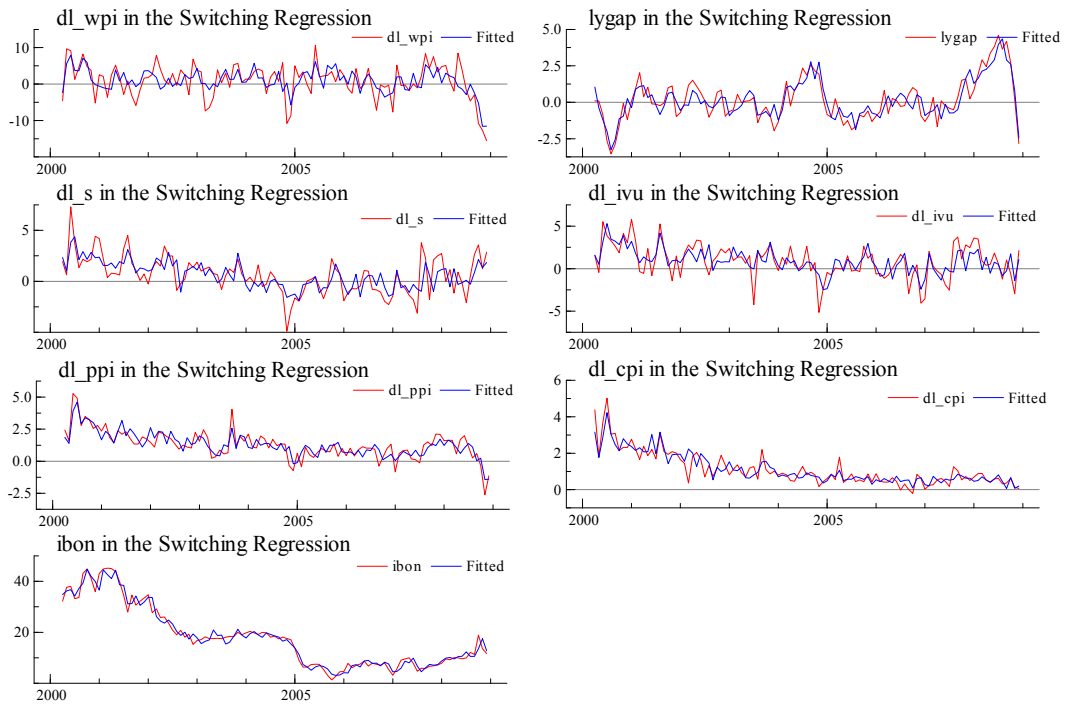 dl_wpi in the Switching Regression
dl_wpi Fitted
10
0
-10
2000 2005
lygap in the Switching Regression
lygap Fitted
5.0
2.5
0.0
-2.5
2000 2005
dl_s in the Switching Regression
dl_s Fitted
5
0
2000 2005
dl_ivu in the Switching Regression
dl_ivu Fitted
5
0
-5
2000 2005
dl_ppi in the Switching Regression
dl_ppi Fitted
5.0
2.5
0.0
-2.5
2000 2005
dl_cpi in the Switching Regression
dl_cpi Fitted
6
4
2
0
2000 2005
ibon in the Switching Regression
ibon Fitted
40
20
2000 2005